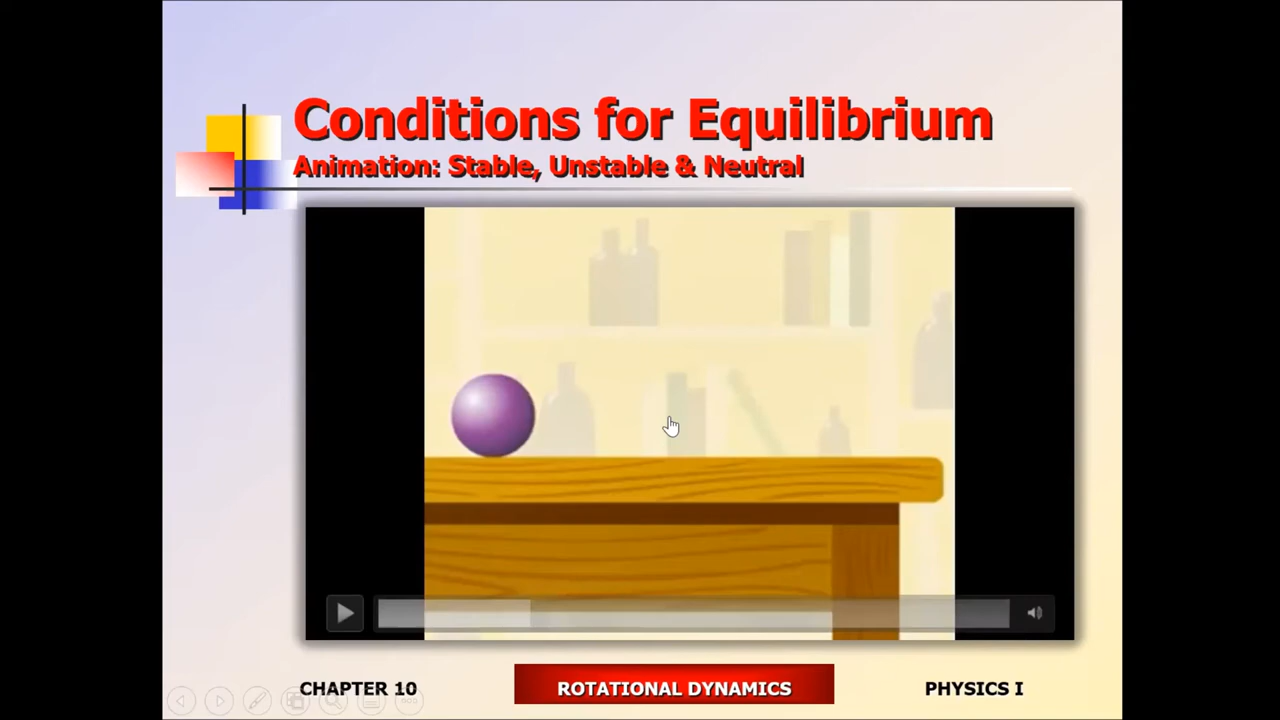 Conditions for Equilibrium
Animation: Stable, Unstable & Neutral
CHAPTER 10
ROTATIONAL DYNAMICS
PHYSICS I